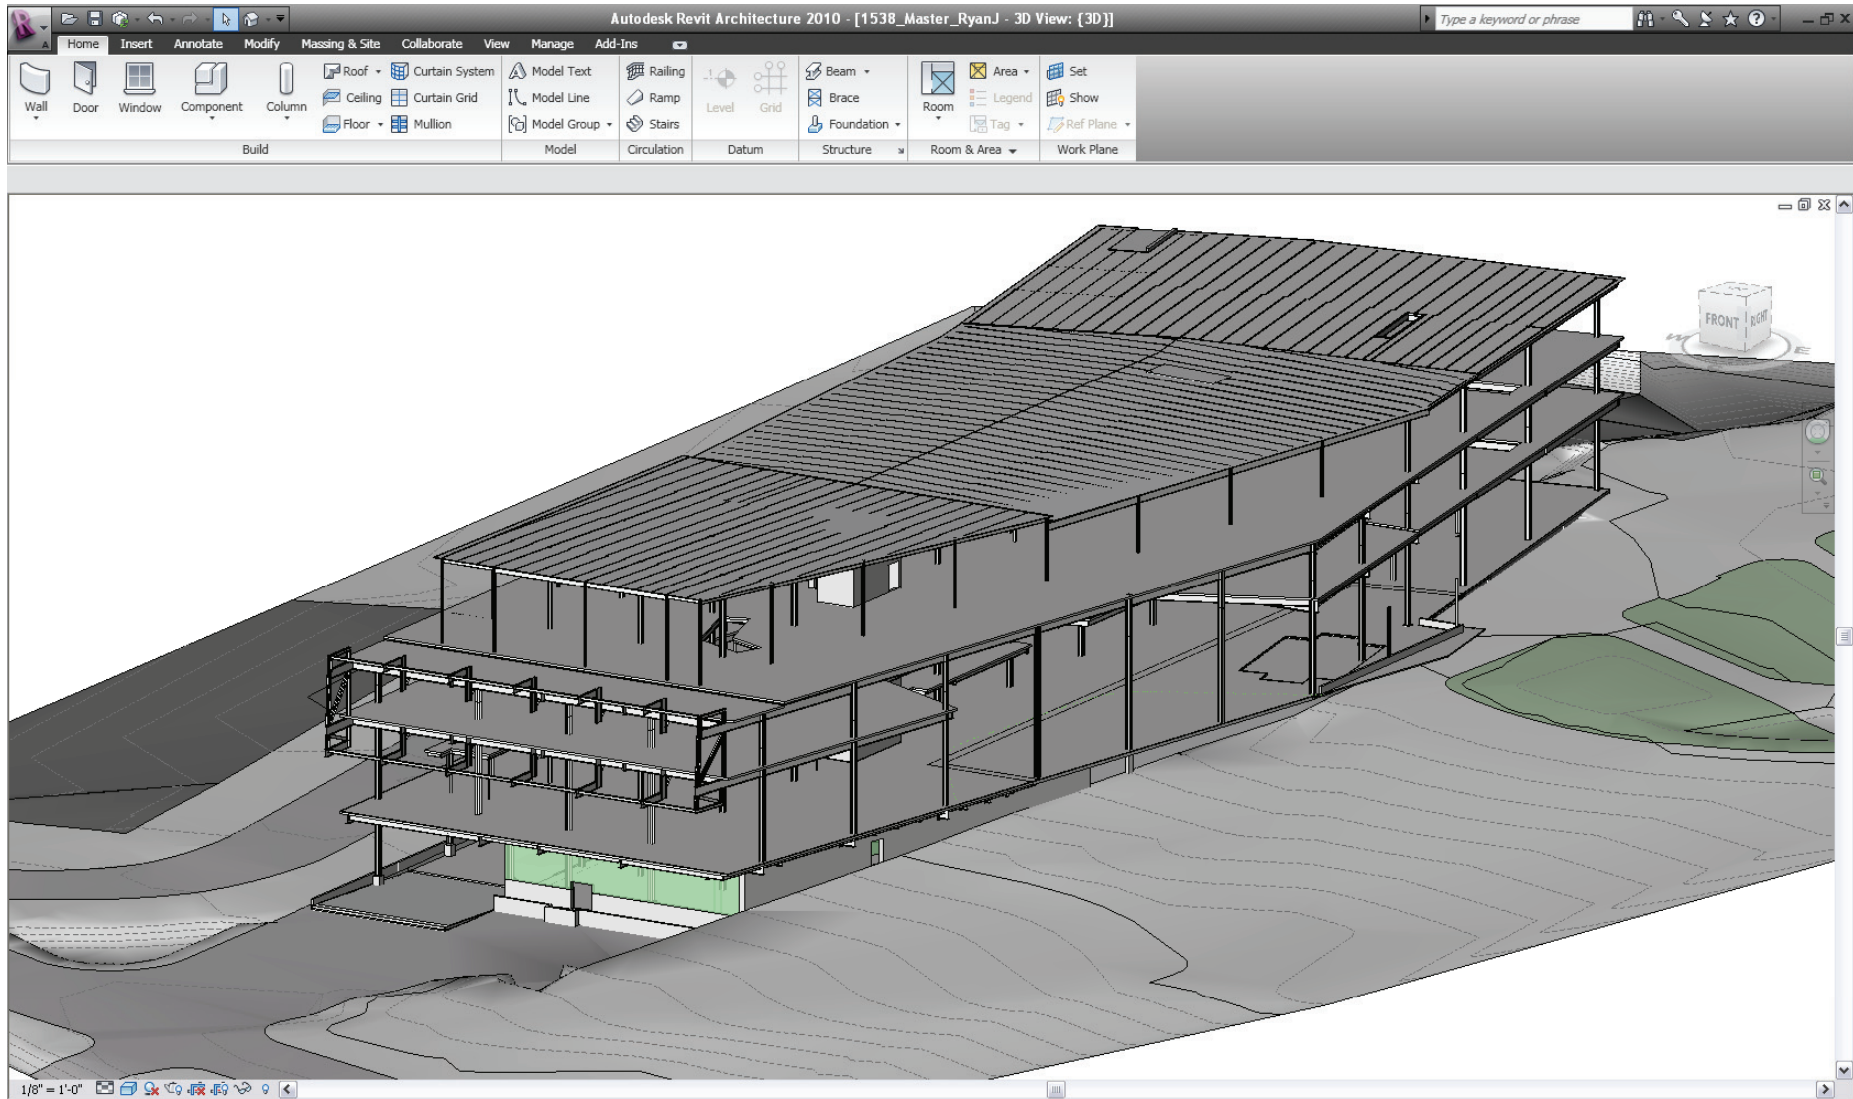 Autodesk Revit Architecture 2010 - [1538_Master_RyanJ - 3D View: {3D}]
Type a keyword or phrase
Home Insert Annotate Modify Massing & Site Collaborate View Manage Add-Ins
Wall Door Window Component Column
Roof Curtain System
Ceiling Curtain Grid
Floor Mullion
Build
Model Text
Model Line
Model Group
Model
Railing
Ramp
Stairs
Circulation
Level Grid
Datum
Beam
Brace
Foundation
Structure
Room
Area
Legend
Tag
Room & Area
Set
Show
Ref Plane
Work Plane
FRONT RIGHT
W E
1/8" = 1'-0"